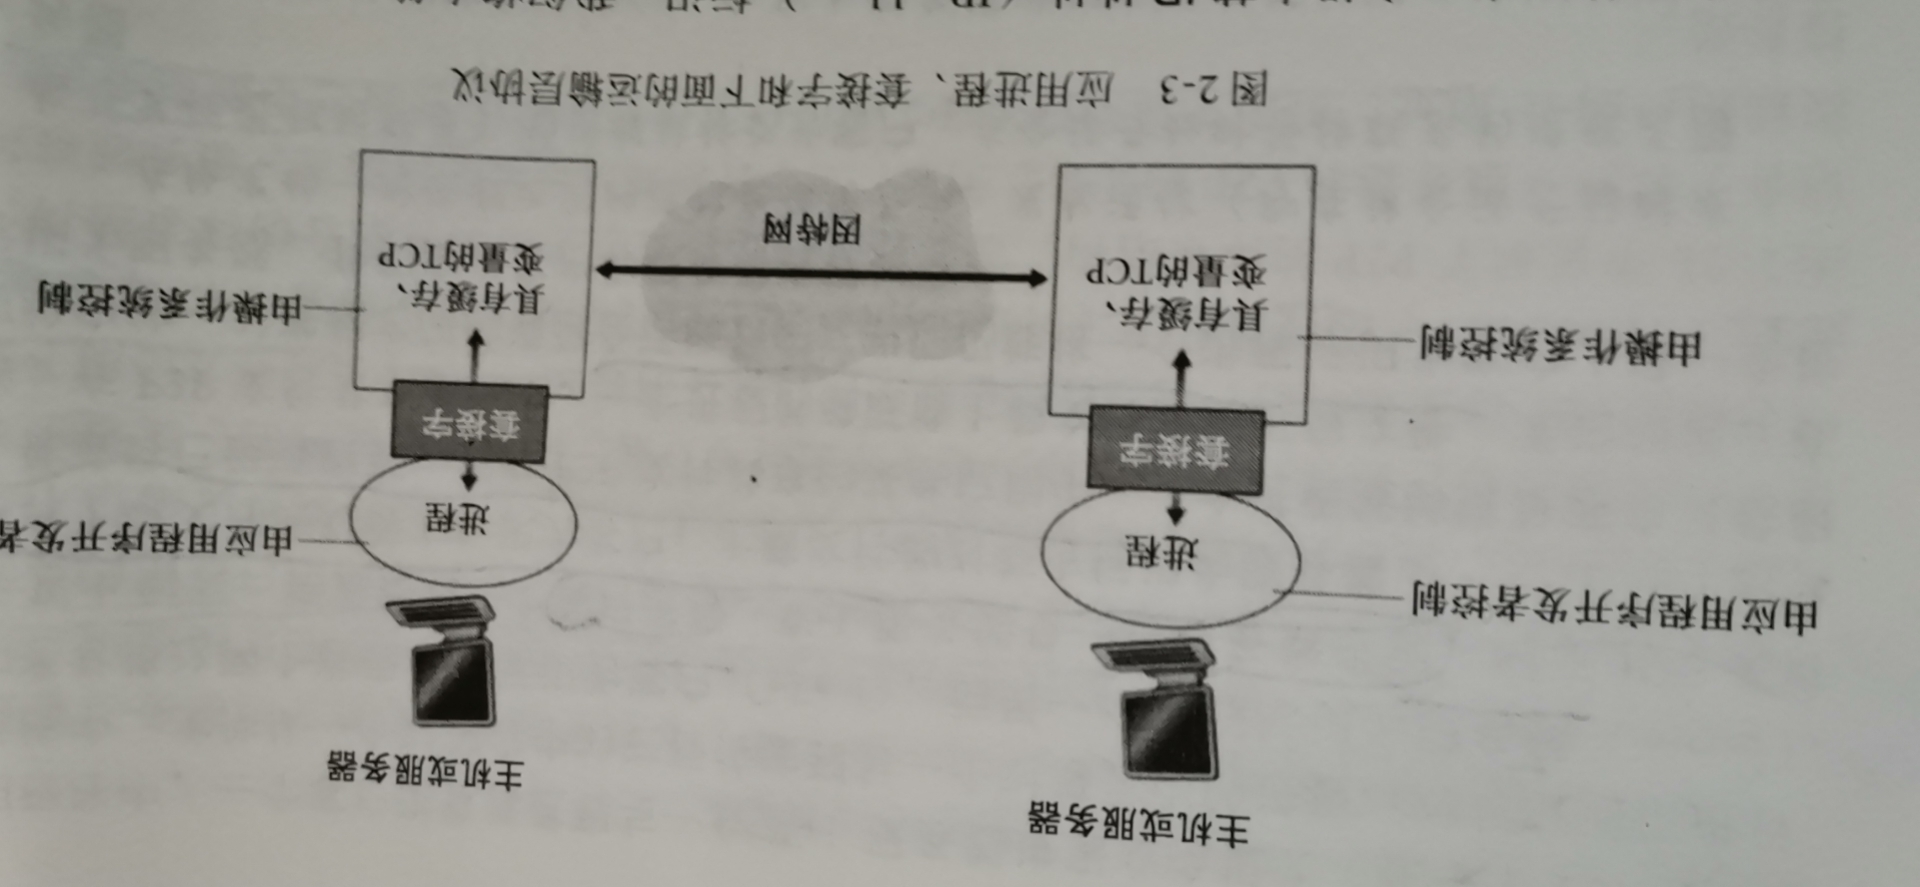 主机或服务器
主机或服务器
由应用程序开发者控制
进程
进程
由应用程序开发者
套接字
套接字
由操作系统控制
具有缓存、
变量的TCP
因特网
具有缓存、
变量的TCP
由操作系统控制
图 2-3 应用进程、套接字和下面的运输层协议